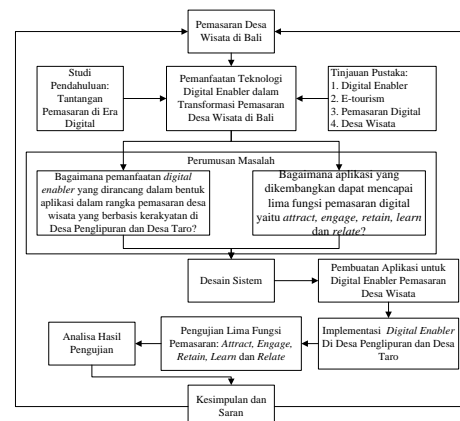 Pemasaran Desa
Wisata di Bali
Studi
Pendahuluan:
Tantangan
Pemasaran di Era
Digital
Pemanfaatan Teknologi
Digital Enabler dalam
Transformasi Pemasaran
Desa Wisata di Bali
Tinjauan Pustaka:
1. Digital Enabler
2. E-tourism
3. Pemasaran Digital
4. Desa Wisata
Perumusan Masalah
Bagaimana pemanfaatan digital
enabler yang dirancang dalam bentuk
aplikasi dalam rangka pemasaran desa
wisata yang berbasis kerakyatan di
Desa Penglipuran dan Desa Taro?
Bagaimana aplikasi yang
dikembangkan dapat mencapai
lima fungsi pemasaran digital
yaitu attract, engage, retain, learn
dan relate?
Desain Sistem
Pembuatan Aplikasi untuk
Digital Enabler Pemasaran
Desa Wisata
Analisa Hasil
Pengujian
Pengujian Lima Fungsi
Pemasaran: Attract, Engage,
Retain, Learn dan Relate
Implementasi Digital Enabler
Di Desa Penglipuran dan Desa
Taro
Kesimpulan dan
Saran